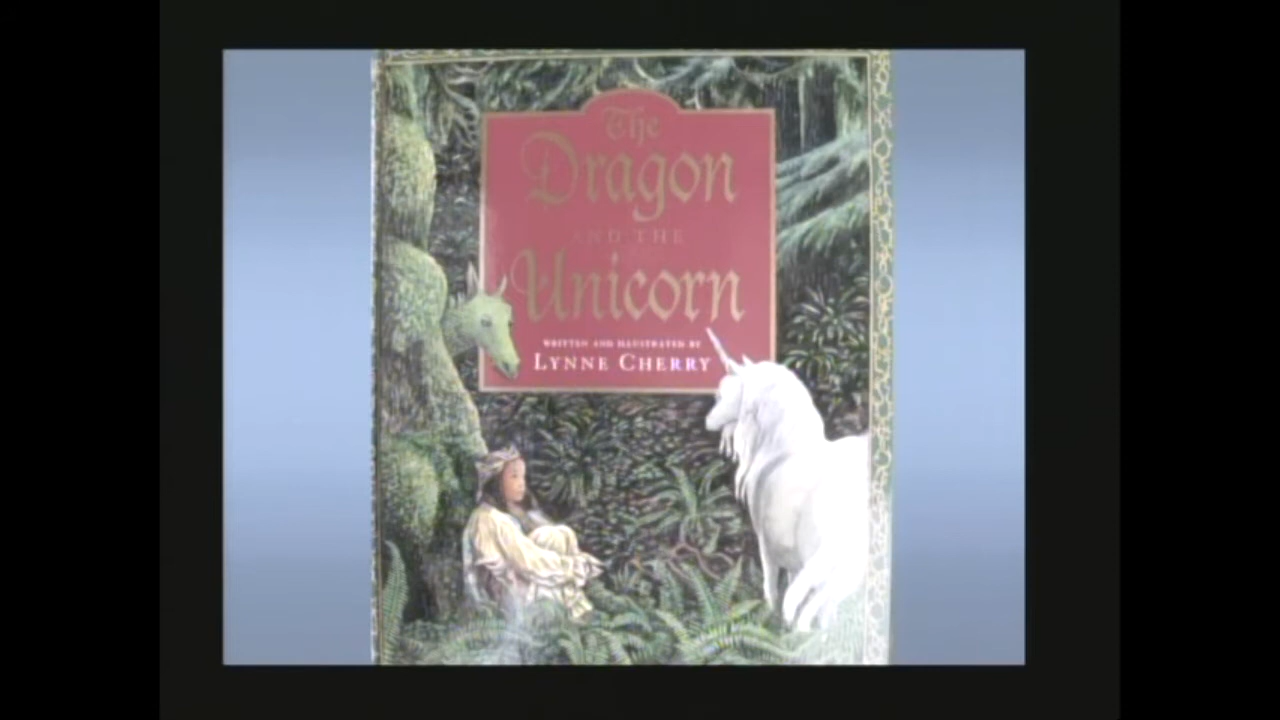 The
Dragon
AND THE
Unicorn
WRITTEN AND ILLUSTRATED BY
LYNNE CHERRY